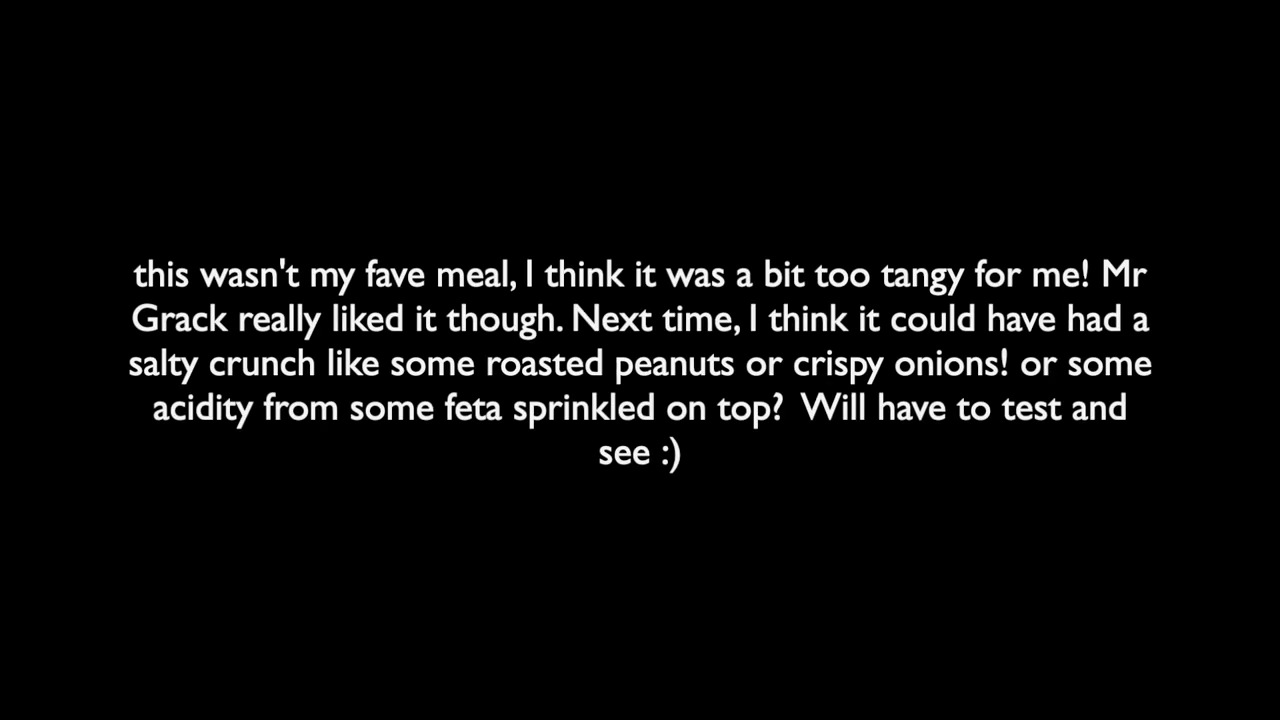 this wasn't my fave meal, I think it was a bit too tangy for me! Mr
Grack really liked it though. Next time, I think it could have had a
salty crunch like some roasted peanuts or crispy onions! or some
acidity from some feta sprinkled on top?  Will have to test and
see :)